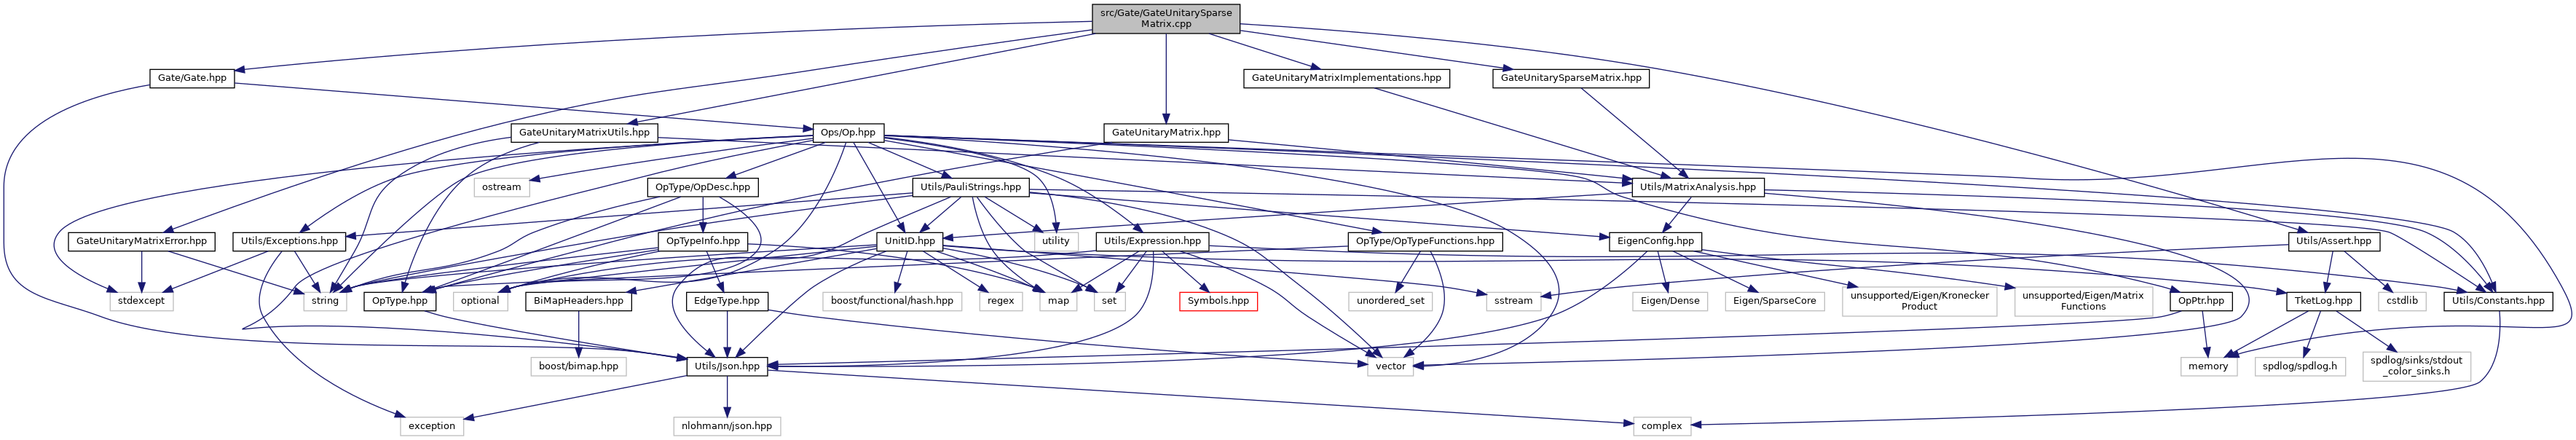 src/Gate/GateUnitarySparse
Matrix.cpp
Gate/Gate.hpp
GateUnitaryMatrixImplementations.hpp
GateUnitarySparseMatrix.hpp
GateUnitaryMatrixUtils.hpp
Ops/Op.hpp
GateUnitaryMatrix.hpp
ostream
OpType/OpDesc.hpp
Utils/PauliStrings.hpp
Utils/MatrixAnalysis.hpp
GateUnitaryMatrixError.hpp
Utils/Exceptions.hpp
OpTypeInfo.hpp
UnitID.hpp
utility
Utils/Expression.hpp
OpType/OpTypeFunctions.hpp
EigenConfig.hpp
Utils/Assert.hpp
stdexcept
string
OpType.hpp
optional
BiMapHeaders.hpp
EdgeType.hpp
boost/functional/hash.hpp
regex
map
set
Symbols.hpp
unordered_set
sstream
Eigen/Dense
Eigen/SparseCore
unsupported/Eigen/Kronecker
Product
unsupported/Eigen/Matrix
Functions
OpPtr.hpp
TketLog.hpp
cstdlib
Utils/Constants.hpp
boost/bimap.hpp
Utils/Json.hpp
vector
memory
spdlog/spdlog.h
spdlog/sinks/stdout
_color_sinks.h
exception
nlohmann/json.hpp
complex